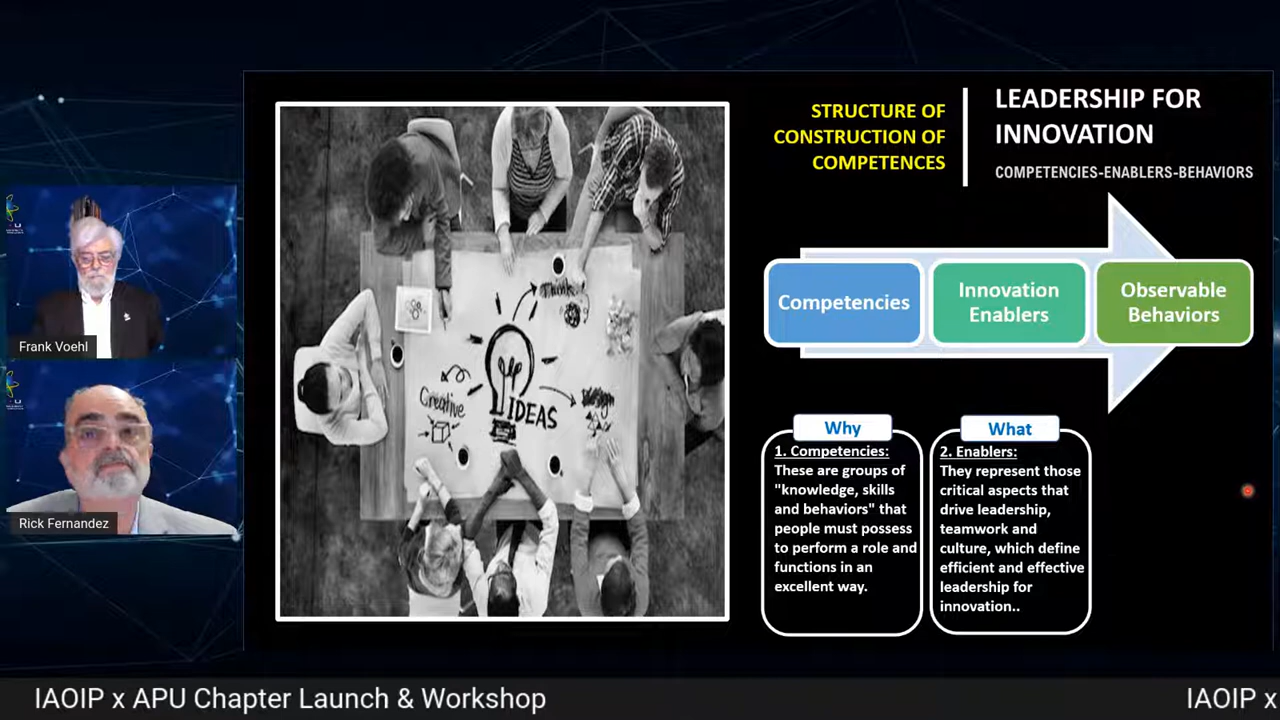 STRUCTURE OF
CONSTRUCTION OF
COMPETENCES
LEADERSHIP FOR
INNOVATION
COMPETENCIES-ENABLERS-BEHAVIORS
Competencies
Innovation
Enablers
Observable
Behaviors
Think
Creative
IDEAS
Design
Why
1. Competencies:
These are groups of
"knowledge, skills
and behaviors" that
people must possess
to perform a role and
functions in an
excellent way.
What
2. Enablers:
They represent those
critical aspects that
drive leadership,
teamwork and
culture, which define
efficient and effective
leadership for
innovation..
Frank Voehl
Rick Fernandez
IAOIP x APU Chapter Launch & Workshop
IAOIP x